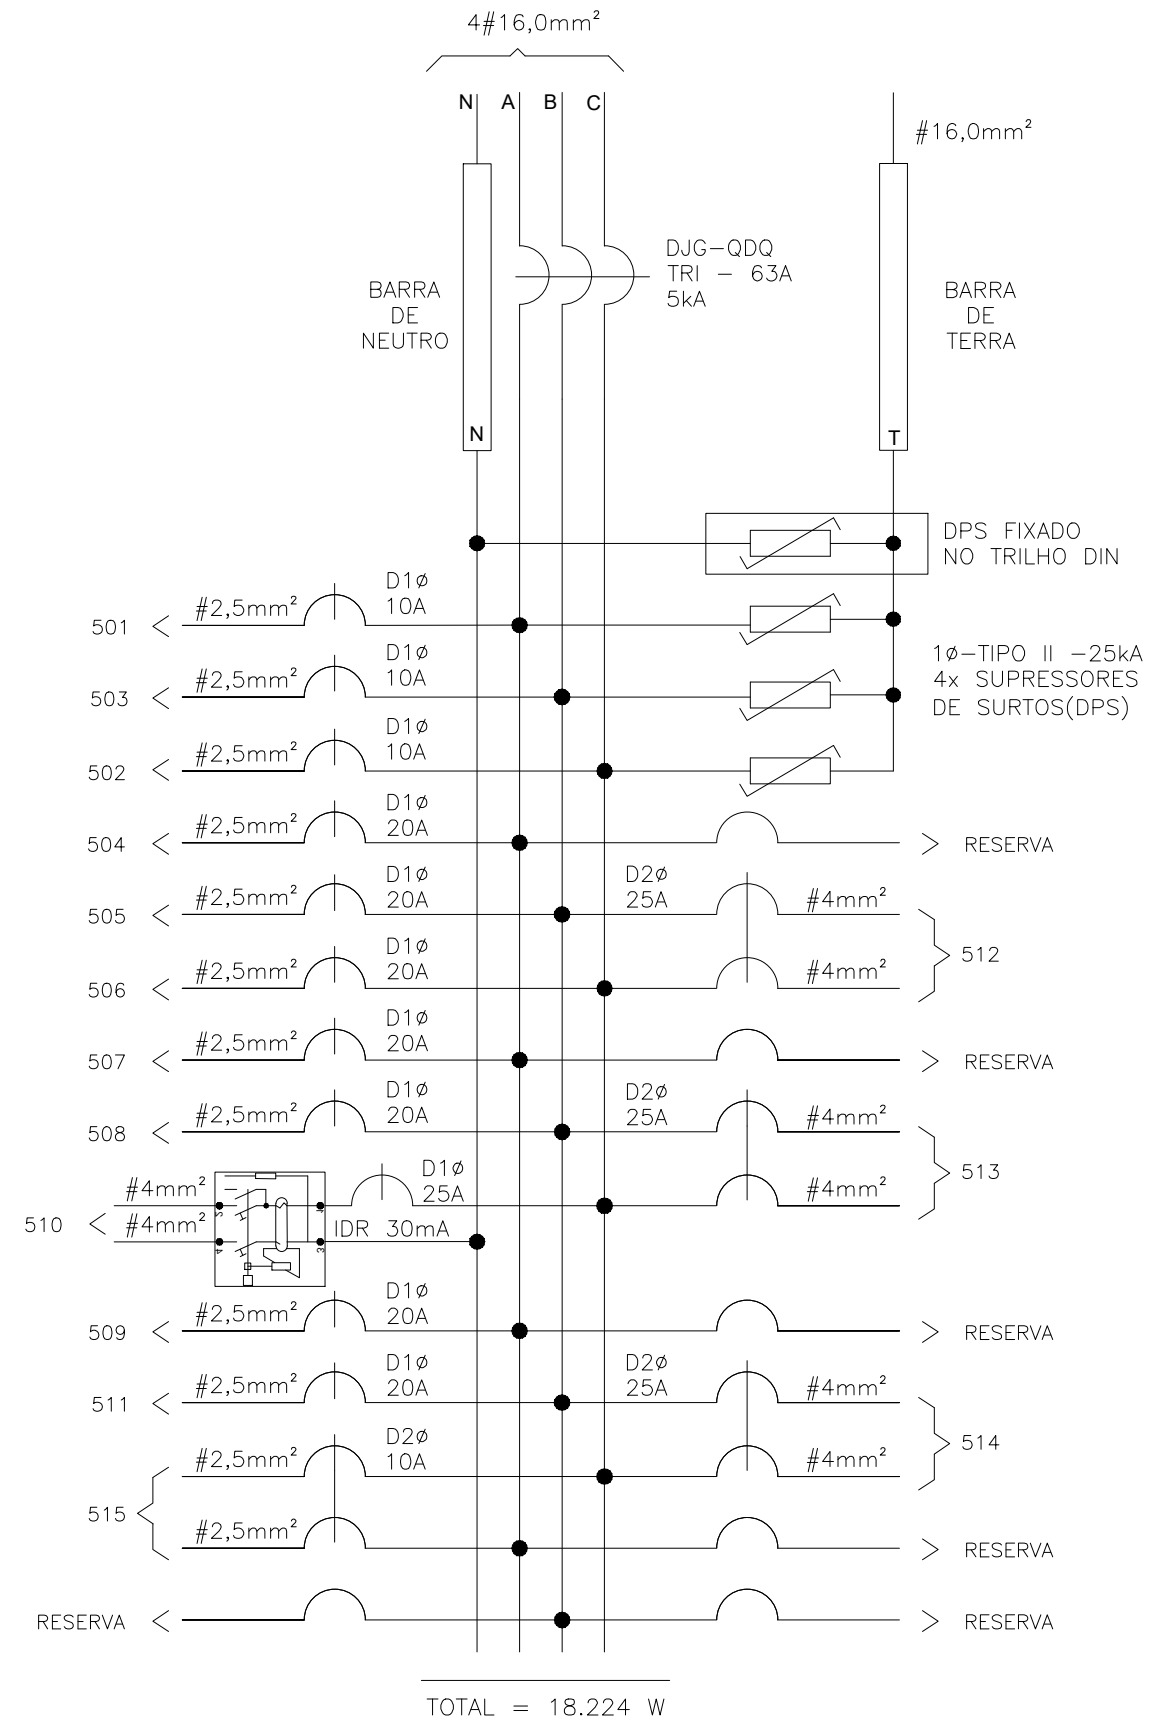 4#16,0mm²
N A B C
#16,0mm²
DJG-QDQ
TRI - 63A
5kA
BARRA
DE
NEUTRO
BARRA
DE
TERRA
N
T
DPS FIXADO
NO TRILHO DIN
D1ø
10A
#2,5mm²
501
1ø-TIPO II -25kA
4x SUPRESSORES
DE SURTOS(DPS)
D1ø
10A
#2,5mm²
503
D1ø
10A
#2,5mm²
502
D1ø
20A
#2,5mm²
504
RESERVA
D1ø
20A
#2,5mm²
505
D2ø
25A
#4mm²
512
D1ø
20A
#2,5mm²
506
#4mm²
D1ø
20A
#2,5mm²
507
RESERVA
D1ø
20A
#2,5mm²
508
D2ø
25A
#4mm²
513
D1ø
25A
#4mm²
#4mm²
510
#4mm²
2
1
4
3
IDR 30mA
D1ø
20A
#2,5mm²
509
RESERVA
D1ø
20A
#2,5mm²
511
D2ø
25A
#4mm²
514
D2ø
10A
#2,5mm²
#4mm²
515
#2,5mm²
RESERVA
RESERVA
RESERVA
TOTAL = 18.224 W